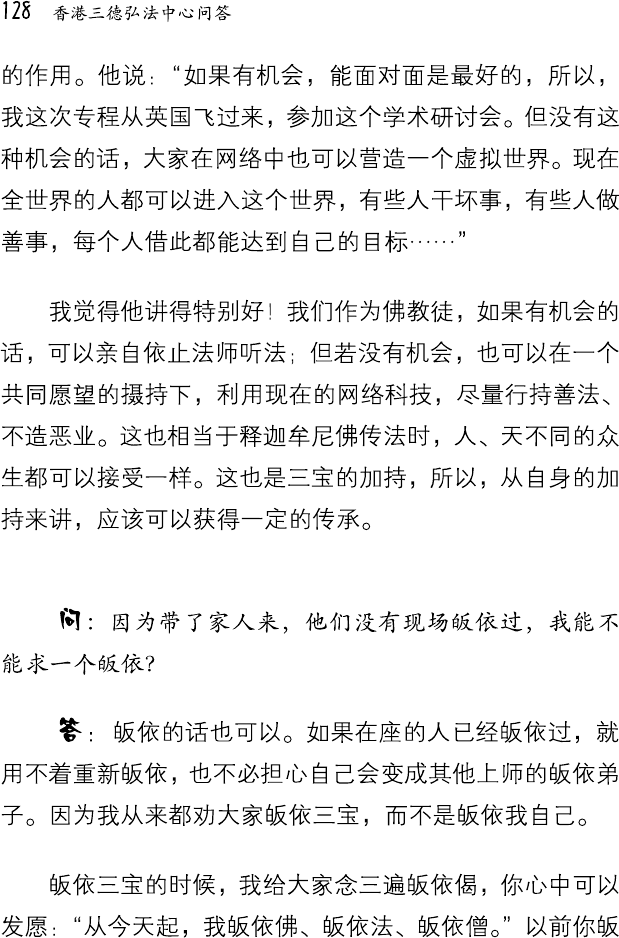 128 香港三德弘法中心问答
的作用。他说：“如果有机会，能面对面是最好的，所以，
我这次专程从英国飞过来，参加这个学术研讨会。但没有这
种机会的话，大家在网络中也可以营造一个虚拟世界。现在
全世界的人都可以进入这个世界，有些人干坏事，有些人做
善事，每个人借此都能达到自己的目标……”
我觉得他讲得特别好！我们作为佛教徒，如果有机会的
话，可以亲自依止法师听法；但若没有机会，也可以在一个
共同愿望的摄持下，利用现在的网络科技，尽量行持善法、
不造恶业。这也相当于释迦牟尼佛传法时，人、天不同的众
生都可以接受一样。这也是三宝的加持，所以，从自身的加
持来讲，应该可以获得一定的传承。
问：因为带了家人来，他们没有现场皈依过，我能不
能求一个皈依？
答：皈依的话也可以。如果在座的人已经皈依过，就
用不着重新皈依，也不必担心自己会变成其他上师的皈依弟
子。因为我从来都劝大家皈依三宝，而不是皈依我自己。
皈依三宝的时候，我给大家念三遍皈依偈，你心中可以
发愿：“从今天起，我皈依佛、皈依法、皈依僧。”以前你皈